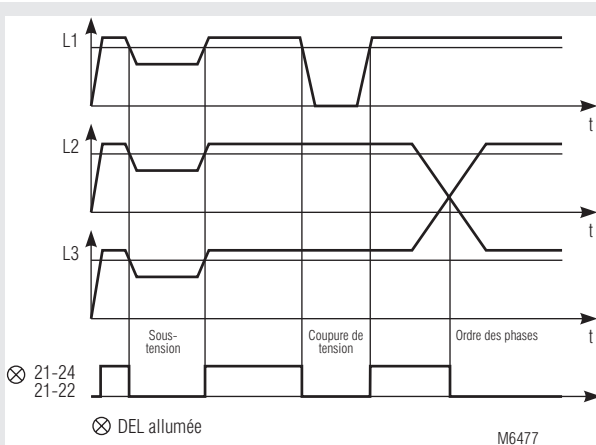 L1
t
L2
t
L3
Sous-
tension
Coupure de
tension
Ordre des phases
t
21-24
21-22
DEL allumée
M6477